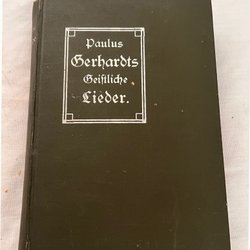 Paulus
Gerhardts
Geistliche
Lieder.